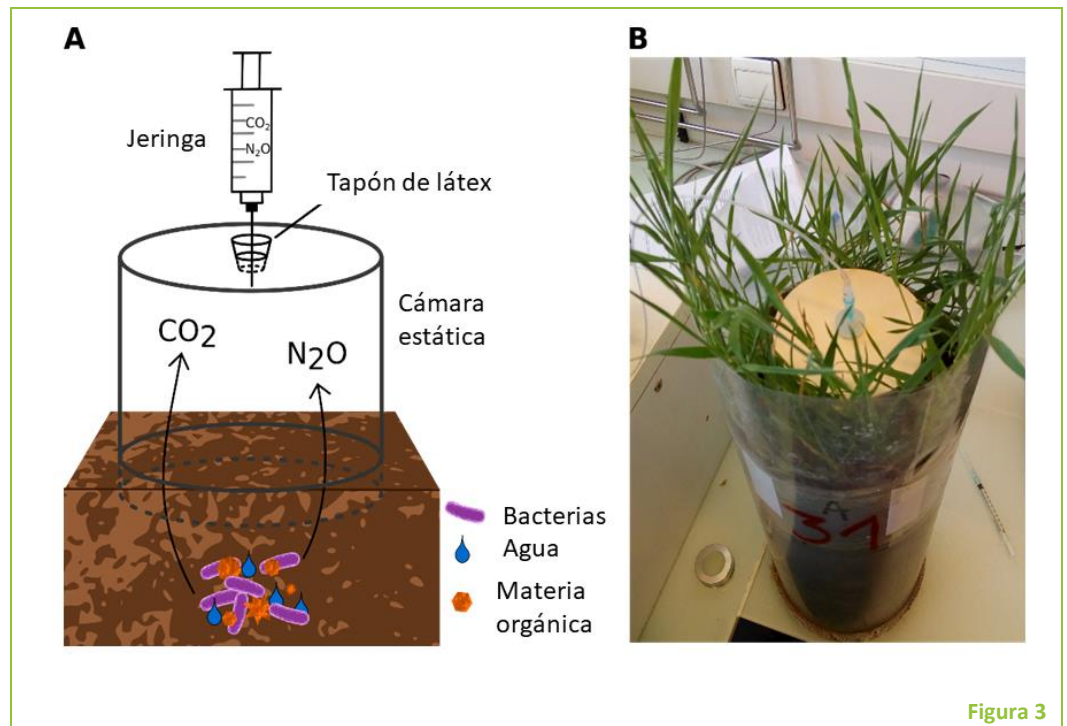 A
B
Jeringa
CO₂
N₂O
Tapón de látex
Cámara
estática
CO₂
N₂O
Bacterias
Agua
Materia
orgánica
A
31
Figura 3